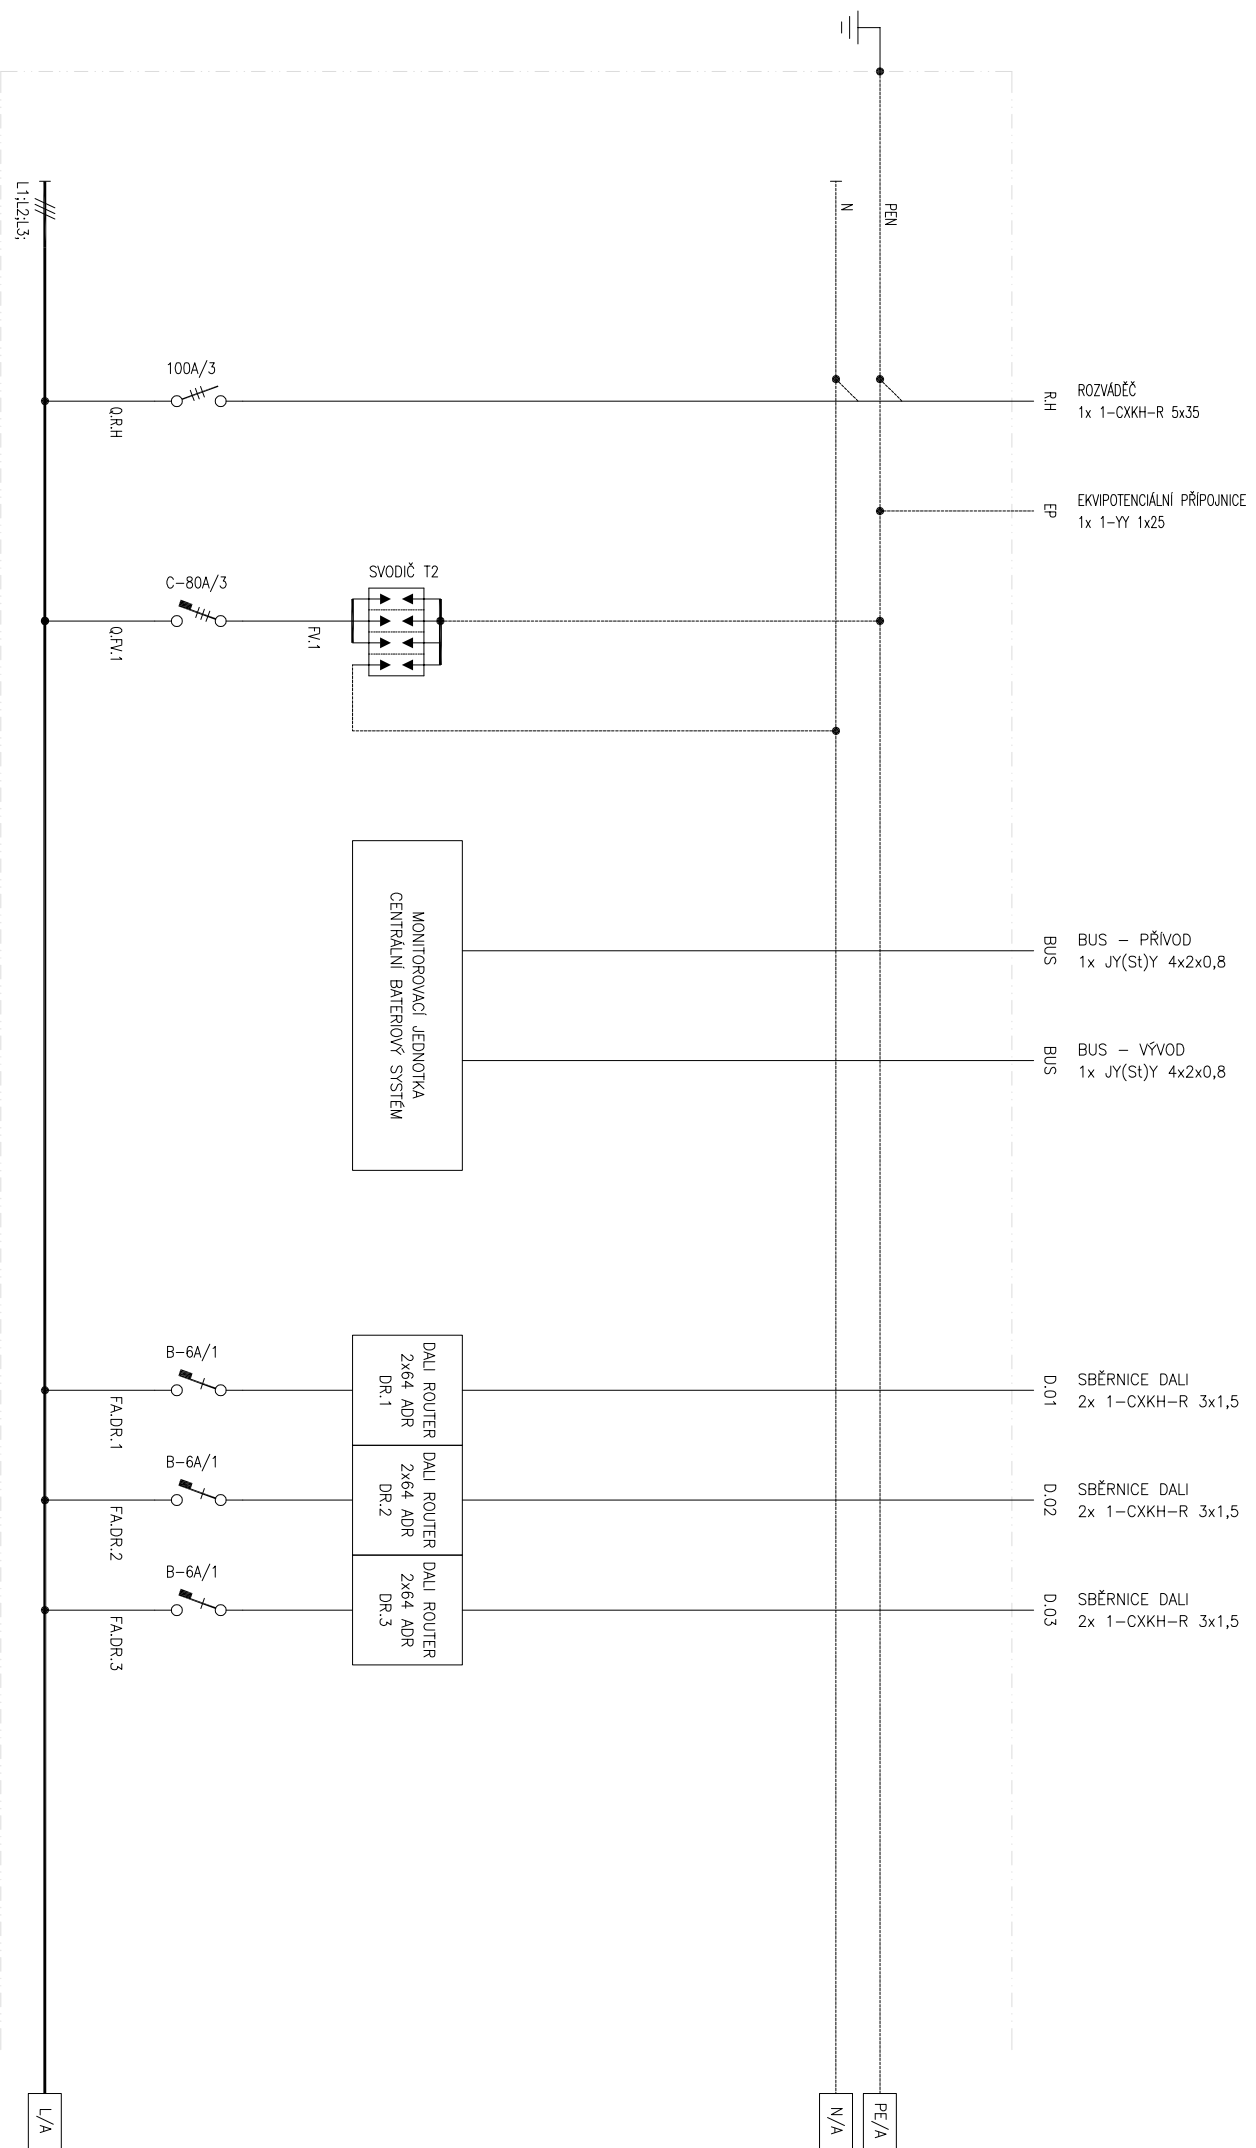 L1;L2;L3;
N
PEN
100A/3
Q.R.H
R.H
ROZVÁDĚČ
1x 1-CXKH-R 5x35
EP
EKVIPOTENCIÁLNÍ PŘÍPOJNICE
1x 1-YY 1x25
C-80A/3
Q.FV.1
FV.1
SVODIČ T2
MONITOROVACÍ JEDNOTKA
CENTRÁLNÍ BATERIOVÝ SYSTÉM
BUS
BUS - PŘÍVOD
1x JY(St)Y 4x2x0,8
BUS
BUS - VÝVOD
1x JY(St)Y 4x2x0,8
B-6A/1
FA.DR.1
DALI ROUTER
2x64 ADR
DR.1
D.01
SBĚRNICE DALI
2x 1-CXKH-R 3x1,5
B-6A/1
FA.DR.2
DALI ROUTER
2x64 ADR
DR.2
D.02
SBĚRNICE DALI
2x 1-CXKH-R 3x1,5
B-6A/1
FA.DR.3
DALI ROUTER
2x64 ADR
DR.3
D.03
SBĚRNICE DALI
2x 1-CXKH-R 3x1,5
L/A
N/A
PE/A